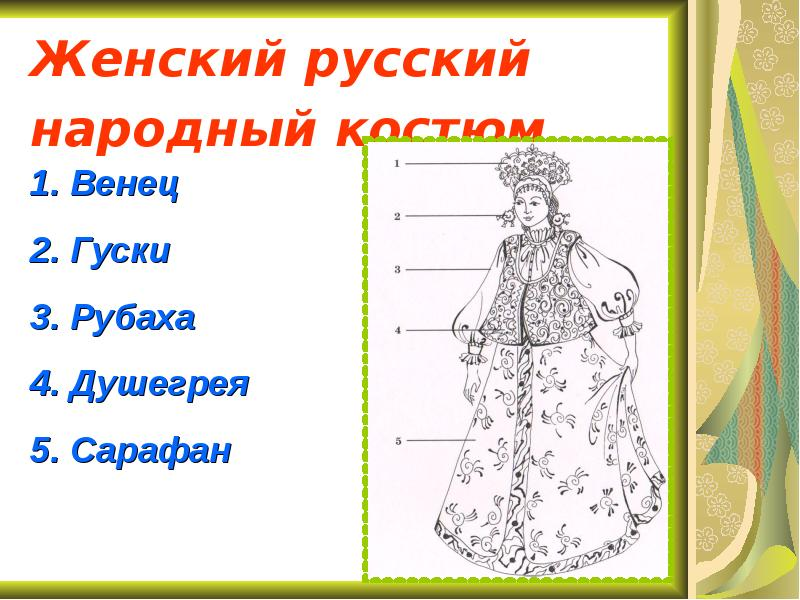 Женский русский
народный костюм
1. Венец
2. Гуски
3. Рубаха
4. Душегрея
5. Сарафан
1
2
3
4
5